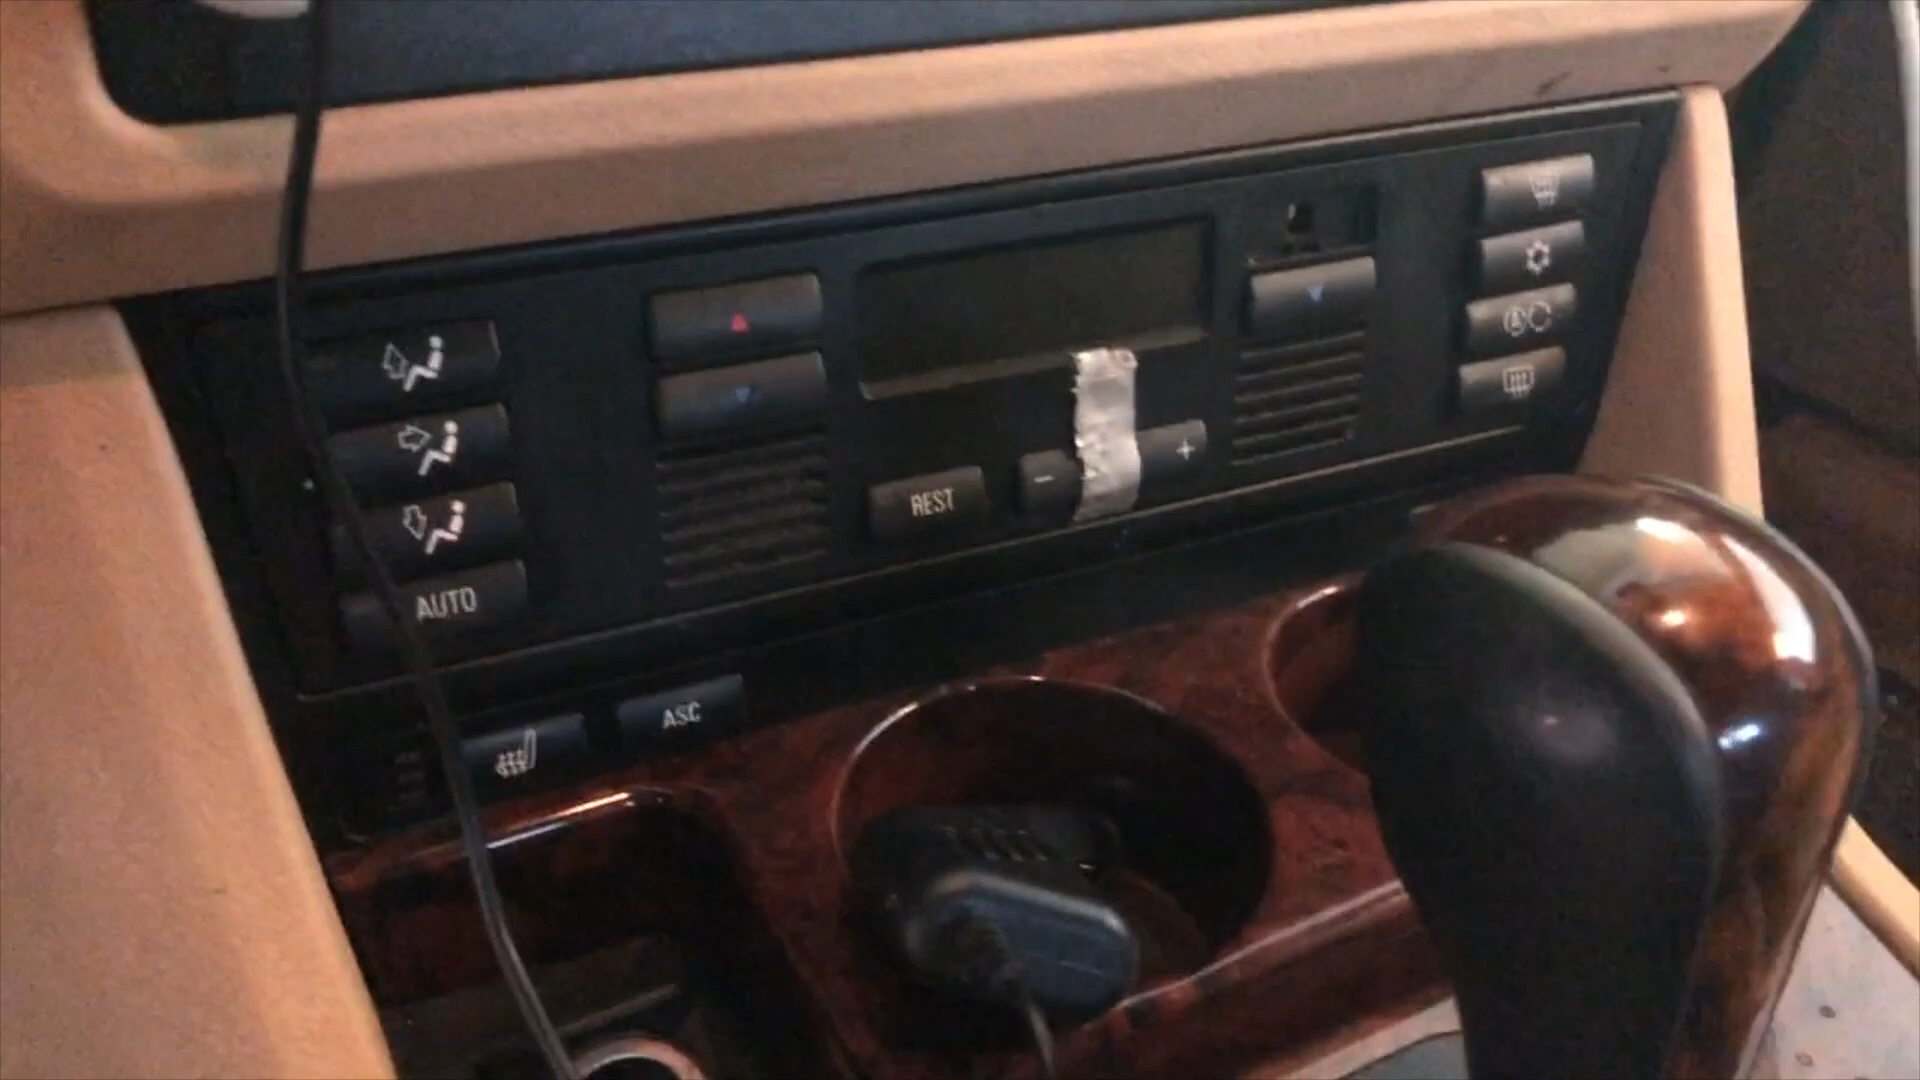 AUTO
REST
- +
ASC